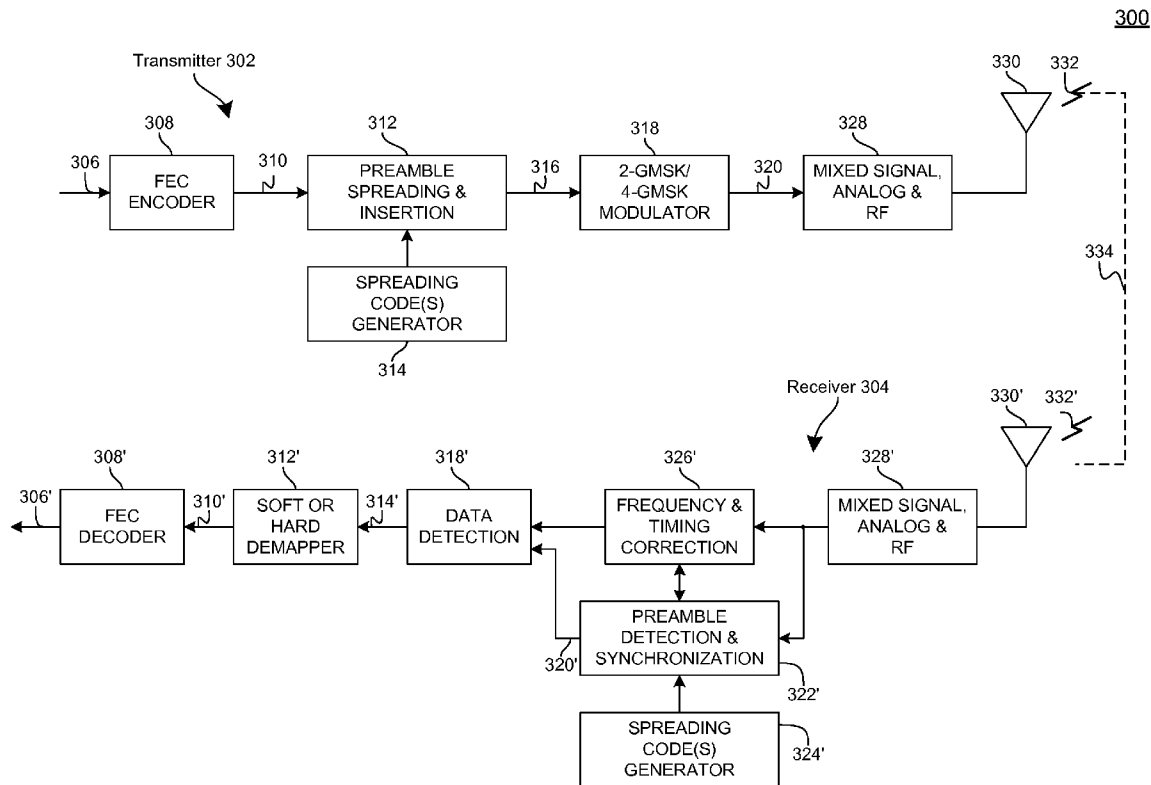 300
Transmitter 302
330
332
308
312
318
328
306
FEC
ENCODER
310
PREAMBLE
SPREADING &
INSERTION
316
2-GMSK/
4-GMSK
MODULATOR
320
MIXED SIGNAL,
ANALOG &
RF
334
SPREADING
CODE(S)
GENERATOR
314
Receiver 304
330'
332'
308'
312'
318'
326'
328'
306'
FEC
DECODER
310'
SOFT OR
HARD
DEMAPPER
314'
DATA
DETECTION
FREQUENCY &
TIMING
CORRECTION
MIXED SIGNAL,
ANALOG &
RF
320'
PREAMBLE
DETECTION &
SYNCHRONIZATION
322'
SPREADING
CODE(S)
GENERATOR
324'